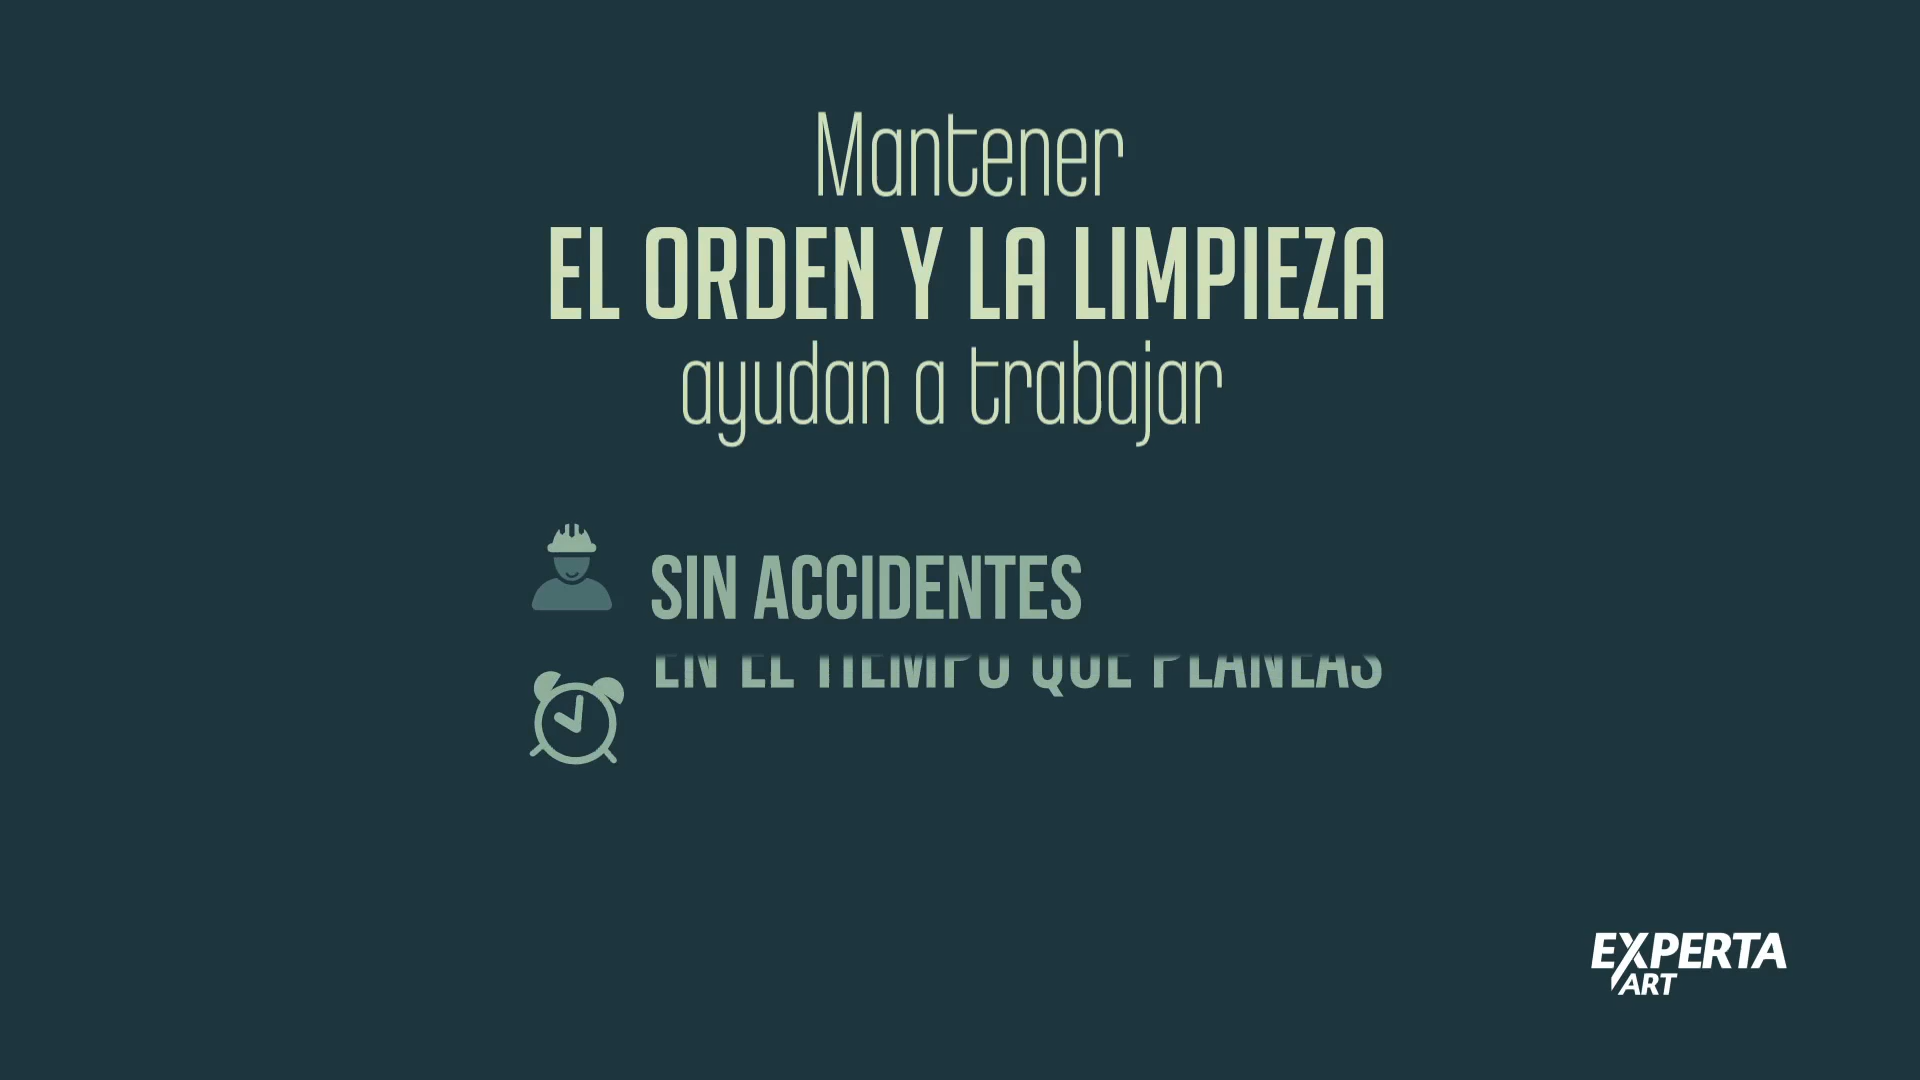 Mantener
EL ORDEN Y LA LIMPIEZA
ayudan a trabajar
SIN ACCIDENTES
EN EL TIEMPO QUE PLANEAS
EXPERTA
ART